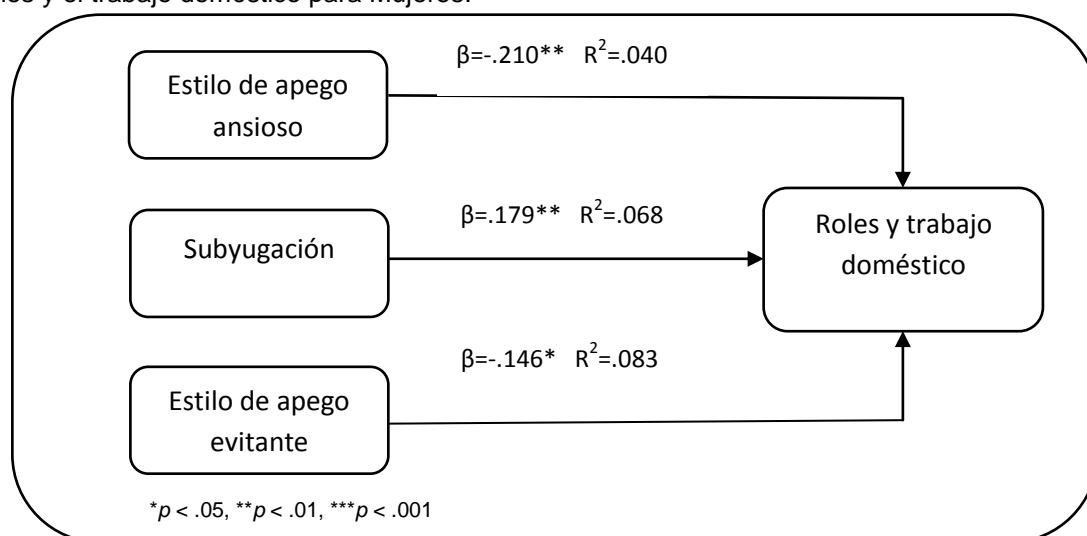 y el trabajo doméstico para Mujeres.
β=-.210** R²=.040
Estilo de apego
ansioso
β=.179** R²=.068
Subyugación
Roles y trabajo
doméstico
β=-.146* R²=.083
Estilo de apego
evitante
*p < .05, **p < .01, ***p < .001